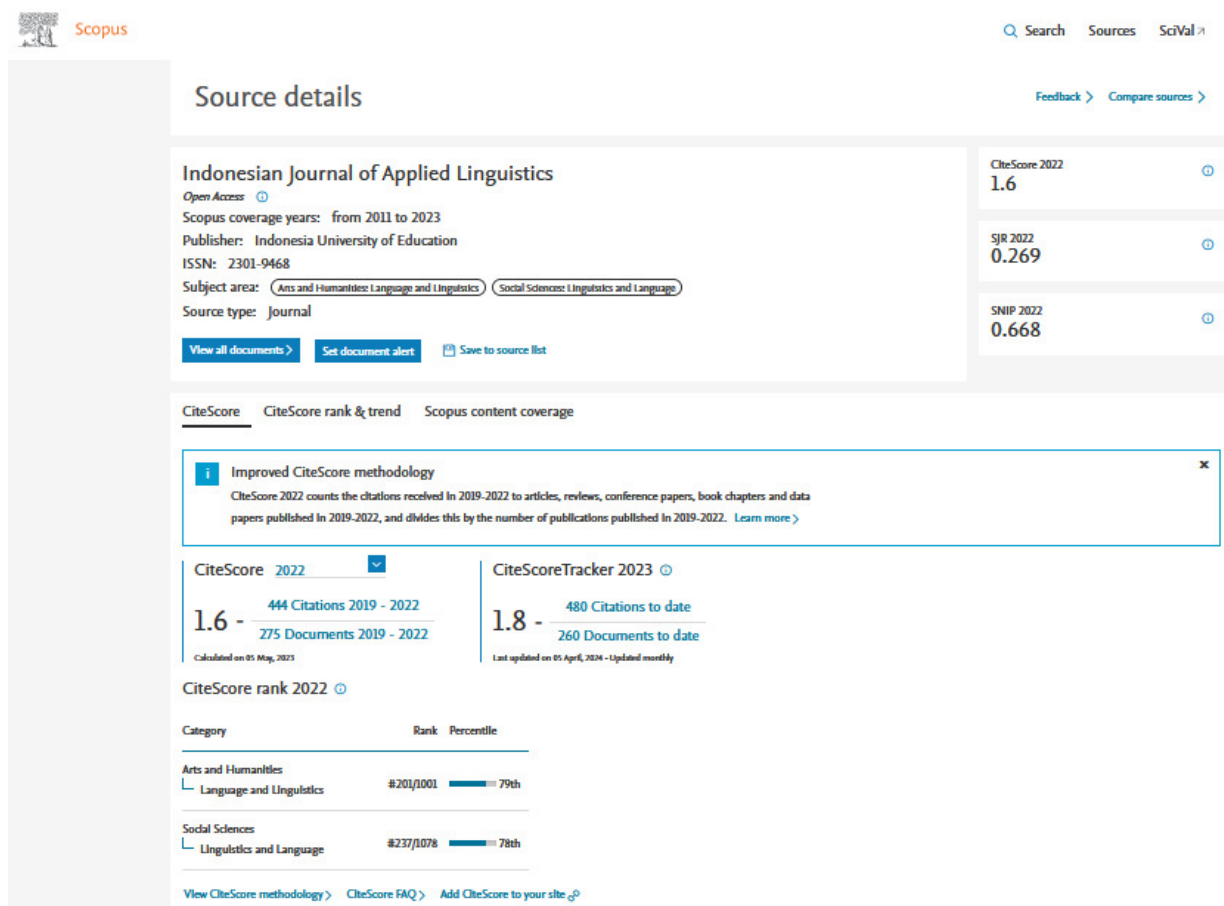 Scopus
Search Sources SciVal
Source details
Feedback Compare sources
Indonesian Journal of Applied Linguistics
Open Access
Scopus coverage years: from 2011 to 2023
Publisher: Indonesia University of Education
ISSN: 2301-9468
Subject area: Arts and Humanities: Language and Linguistics Social Sciences: Linguistics and Language
Source type: Journal
View all documents Set document alert Save to source list
CiteScore 2022
1.6
SJR 2022
0.269
SNIP 2022
0.668
CiteScore CiteScore rank & trend Scopus content coverage
i Improved CiteScore methodology x
CiteScore 2022 counts the citations received in 2019-2022 to articles, reviews, conference papers, book chapters and data
papers published in 2019-2022, and divides this by the number of publications published in 2019-2022. Learn more
CiteScore 2022
1.6 -
444 Citations 2019 - 2022
275 Documents 2019 - 2022
Calculated on 05 May, 2023
CiteScoreTracker 2023
1.8 -
480 Citations to date
260 Documents to date
Last updated on 05 April, 2024 • Updated monthly
CiteScore rank 2022
Category Rank Percentile
Arts and Humanities
Language and Linguistics #201/1001 79th
Social Sciences
Linguistics and Language #237/1078 78th
View CiteScore methodology CiteScore FAQ Add CiteScore to your site